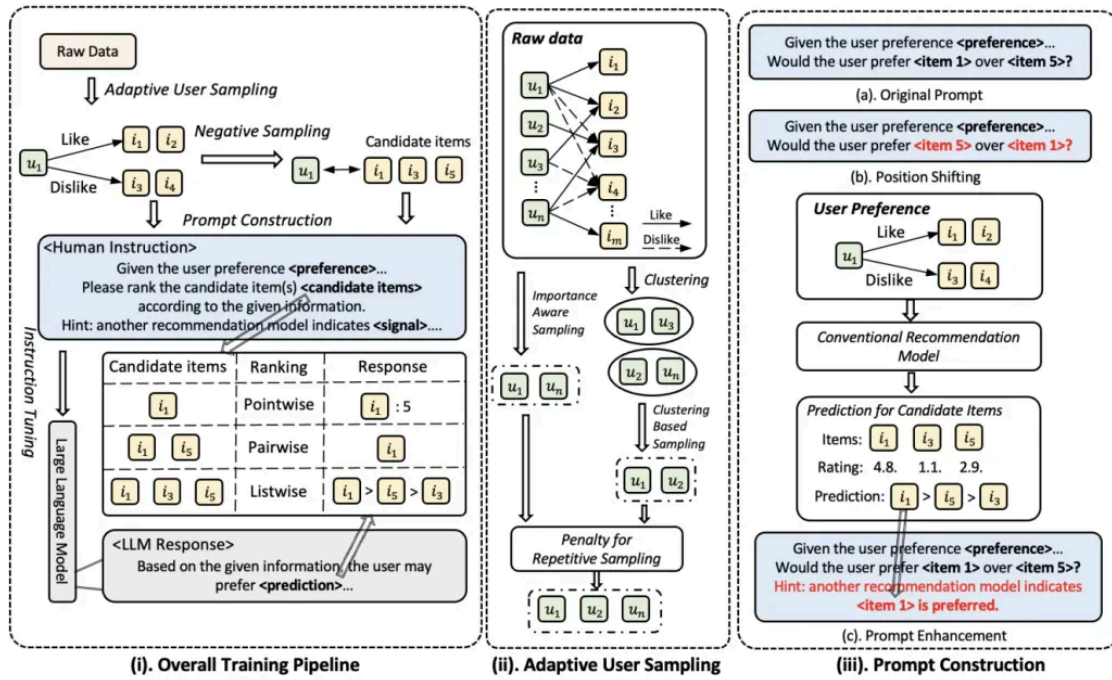 Raw Data
Adaptive User Sampling
Like
Negative Sampling
Candidate items
u₁
i₁ i₂
Dislike
i₃ i₄
u₁
i₁ i₃ i₅
Prompt Construction
<Human Instruction>
Given the user preference <preference>...
Please rank the candidate item(s) <candidate items>
according to the given information.
Hint: another recommendation model indicates <signal>....
Instruction Tuning
Large Language Model
Candidate items Ranking Response
i₁ Pointwise i₁ : 5
i₁ i₅ Pairwise i₁
i₁ i₃ i₅ Listwise i₁ > i₅ > i₃
<LLM Response>
Based on the given information, the user may
prefer <prediction>...
(i). Overall Training Pipeline
Raw data
u₁
u₂
u₃
⋮
uₙ
i₁
i₂
i₃
i₄
⋮
iₘ
Like
Dislike
Importance
Aware
Sampling
Clustering
u₁ u₃
u₂ uₙ
u₁ uₙ
Clustering
Based
Sampling
u₁ u₂
Penalty for
Repetitive Sampling
u₁ u₂ uₙ
(ii). Adaptive User Sampling
Given the user preference <preference>...
Would the user prefer <item 1> over <item 5>?
(a). Original Prompt
Given the user preference <preference>...
Would the user prefer <item 5> over <item 1>?
(b). Position Shifting
User Preference
Like
u₁
i₁ i₂
Dislike
i₃ i₄
Conventional Recommendation
Model
Prediction for Candidate Items
Items: i₁ i₃ i₅
Rating: 4.8. 1.1. 2.9.
Prediction: i₁ > i₅ > i₃
Given the user preference <preference>...
Would the user prefer <item 1> over <item 5>?
Hint: another recommendation model indicates
<item 1> is preferred.
(c). Prompt Enhancement
(iii). Prompt Construction